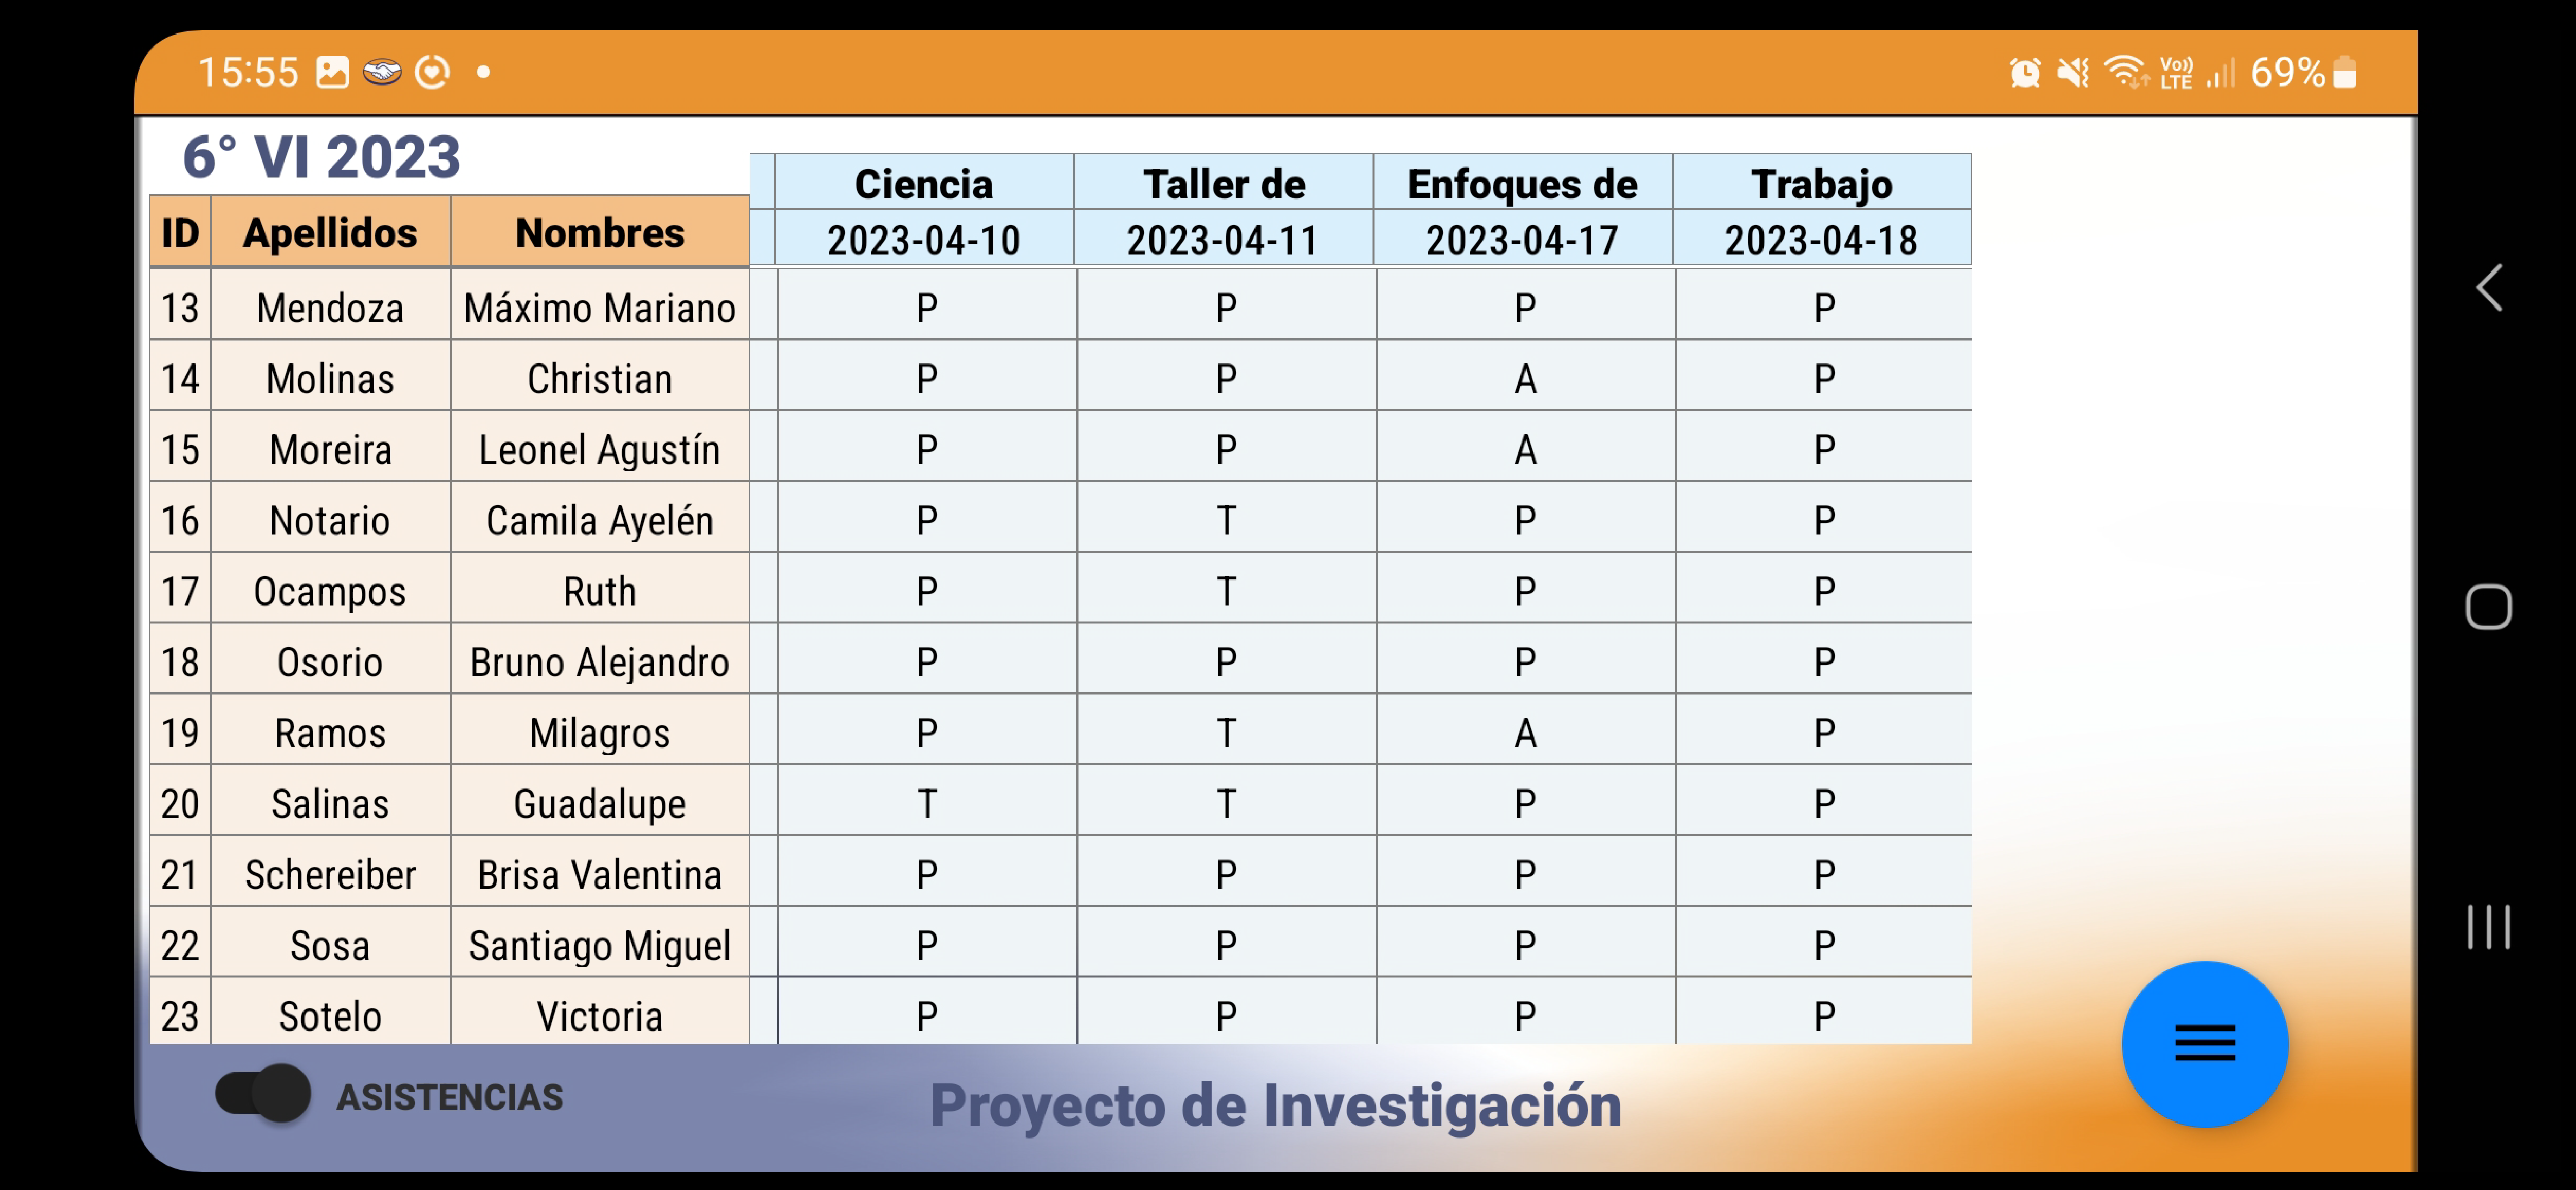 15:55 69%
6° VI 2023
ID Apellidos Nombres Ciencia Taller de Enfoques de Trabajo
2023-04-10 2023-04-11 2023-04-17 2023-04-18
13 Mendoza Máximo Mariano P P P P
14 Molinas Christian P P A P
15 Moreira Leonel Agustín P P A P
16 Notario Camila Ayelén P T P P
17 Ocampos Ruth P T P P
18 Osorio Bruno Alejandro P P P P
19 Ramos Milagros P T A P
20 Salinas Guadalupe T T P P
21 Schereiber Brisa Valentina P P P P
22 Sosa Santiago Miguel P P P P
23 Sotelo Victoria P P P P
ASISTENCIAS Proyecto de Investigación